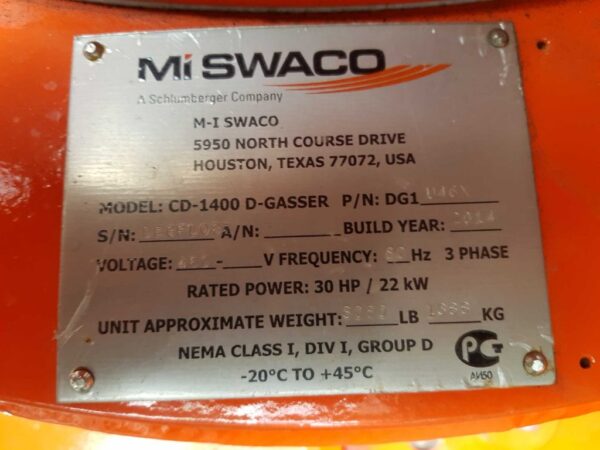 Mi SWACO
A Schlumberger Company
M-I SWACO
5950 NORTH COURSE DRIVE
HOUSTON, TEXAS 77072, USA
MODEL: CD-1400 D-GASSER P/N: DG1
S/N: A/N: BUILD YEAR: 2014
VOLTAGE: - V FREQUENCY: 60 Hz 3 PHASE
RATED POWER: 30 HP / 22 kW
UNIT APPROXIMATE WEIGHT: LB KG
NEMA CLASS I, DIV I, GROUP D
-20°C TO +45°C